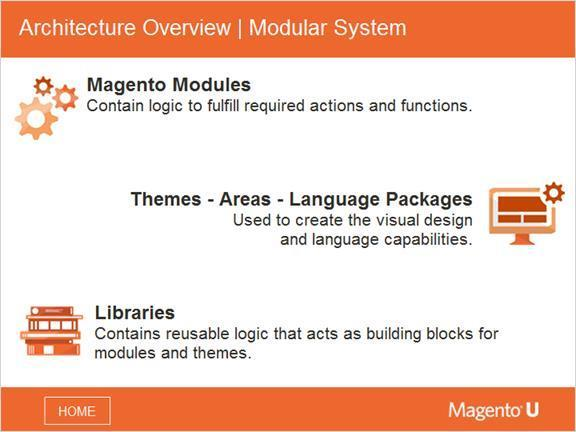 Architecture Overview | Modular System
Magento Modules
Contain logic to fulfill required actions and functions.
Themes - Areas - Language Packages
Used to create the visual design
and language capabilities.
Libraries
Contains reusable logic that acts as building blocks for
modules and themes.
HOME
Magento® U